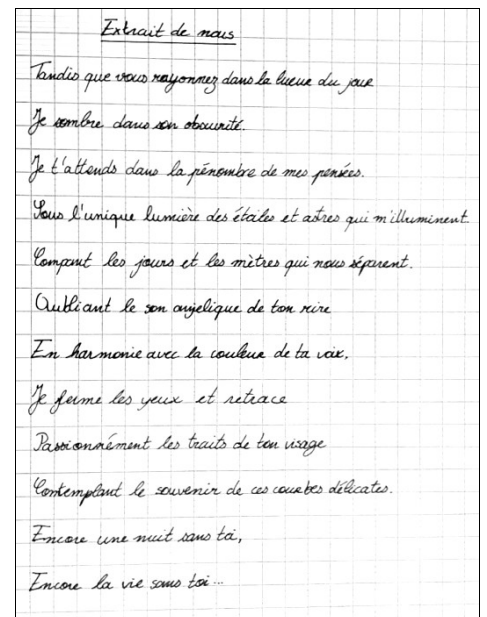 Extrait de nous
Tandis que vous rayonnez dans la lueur du jour
Je sombre dans son obscurité.
Je t'attends dans la pénombre de mes pensées.
Sous l'unique lumière des étoiles et astres qui m'illuminent.
Comptant les jours et les mètres qui nous séparent.
Oubliant le son angelique de ton rire
En harmonie avec la couleur de ta voix,
Je ferme les yeux et retrace
Passionnément les traits de ton visage
Contemplant le souvenir de ces courbes délicates.
Encore une nuit sans toi,
Encore la vie sans toi...